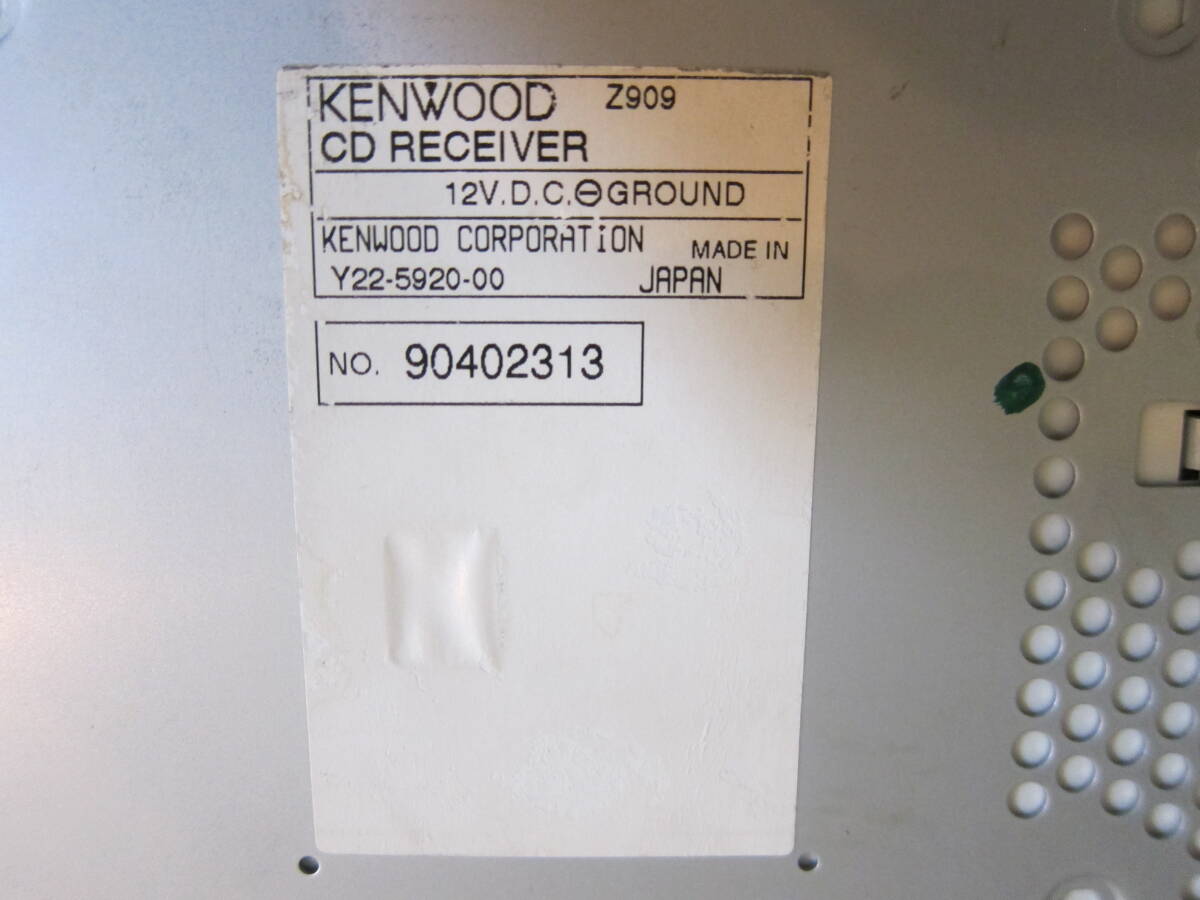 KENWOOD Z909
CD RECEIVER
12V.D.C.⊖GROUND
KENWOOD CORPORATION MADE IN
Y22-5920-00 JAPAN
NO. 90402313